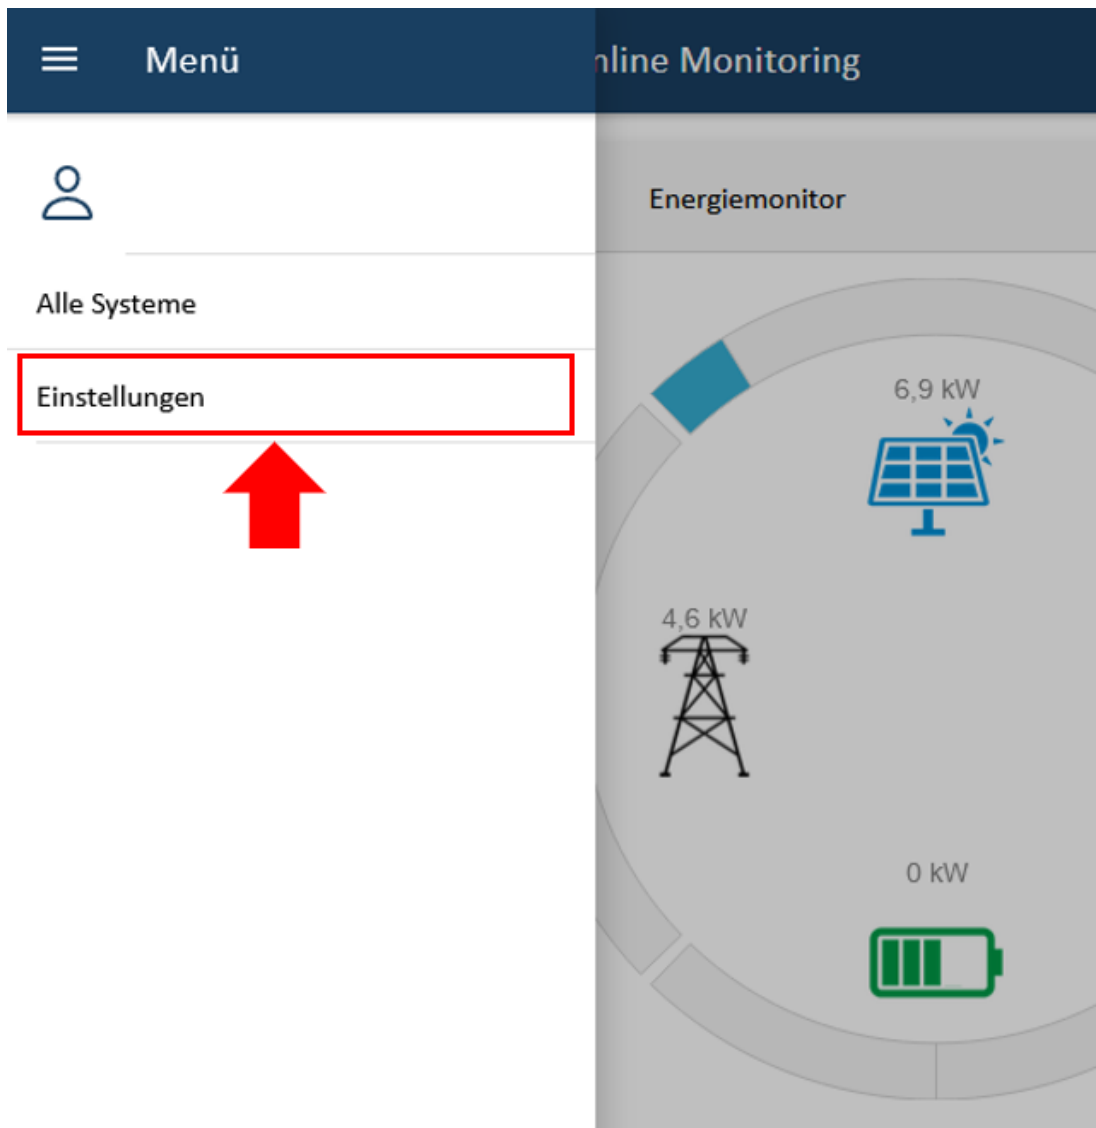 Menü
nline Monitoring
Alle Systeme
Einstellungen
Energiemonitor
6,9 kW
4,6 kW
0 kW